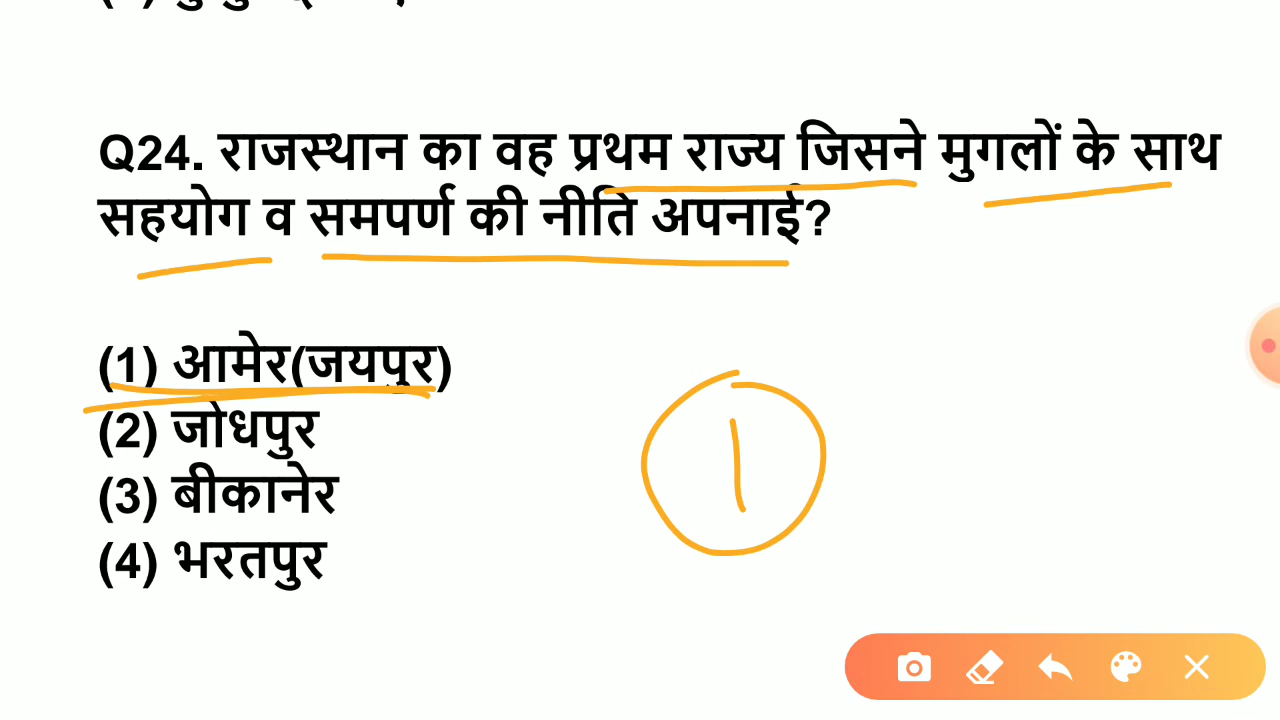 Q24. राजस्थान का वह प्रथम राज्य जिसने मुगलों के साथ
सहयोग व समपर्ण की नीति अपनाई?
(1) आमेर(जयपुर)
(2) जोधपुर
(3) बीकानेर
(4) भरतपुर
1